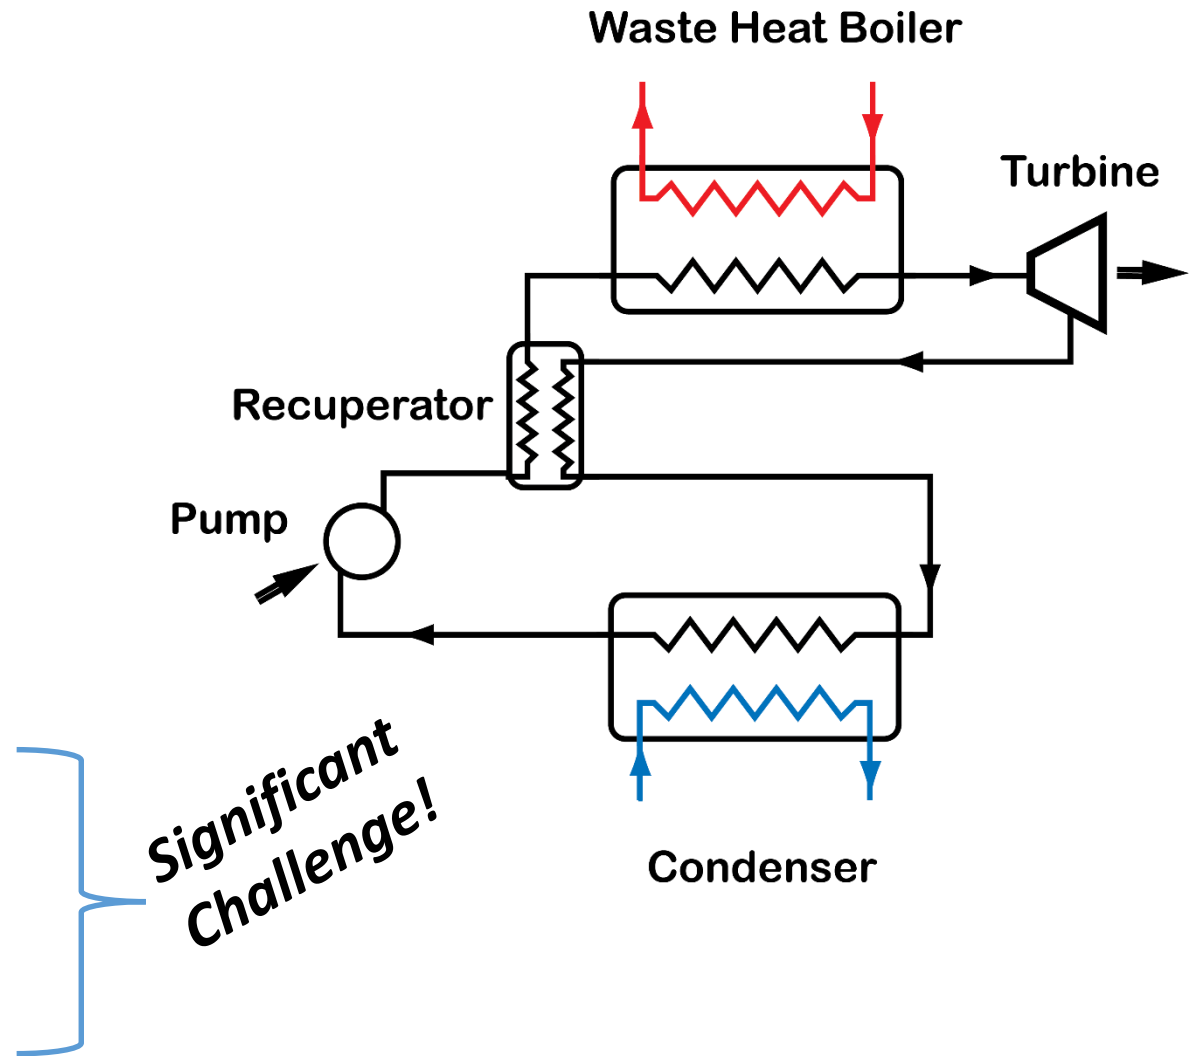 Waste Heat Boiler
Turbine
Recuperator
Pump
Significant
Challenge!
Condenser